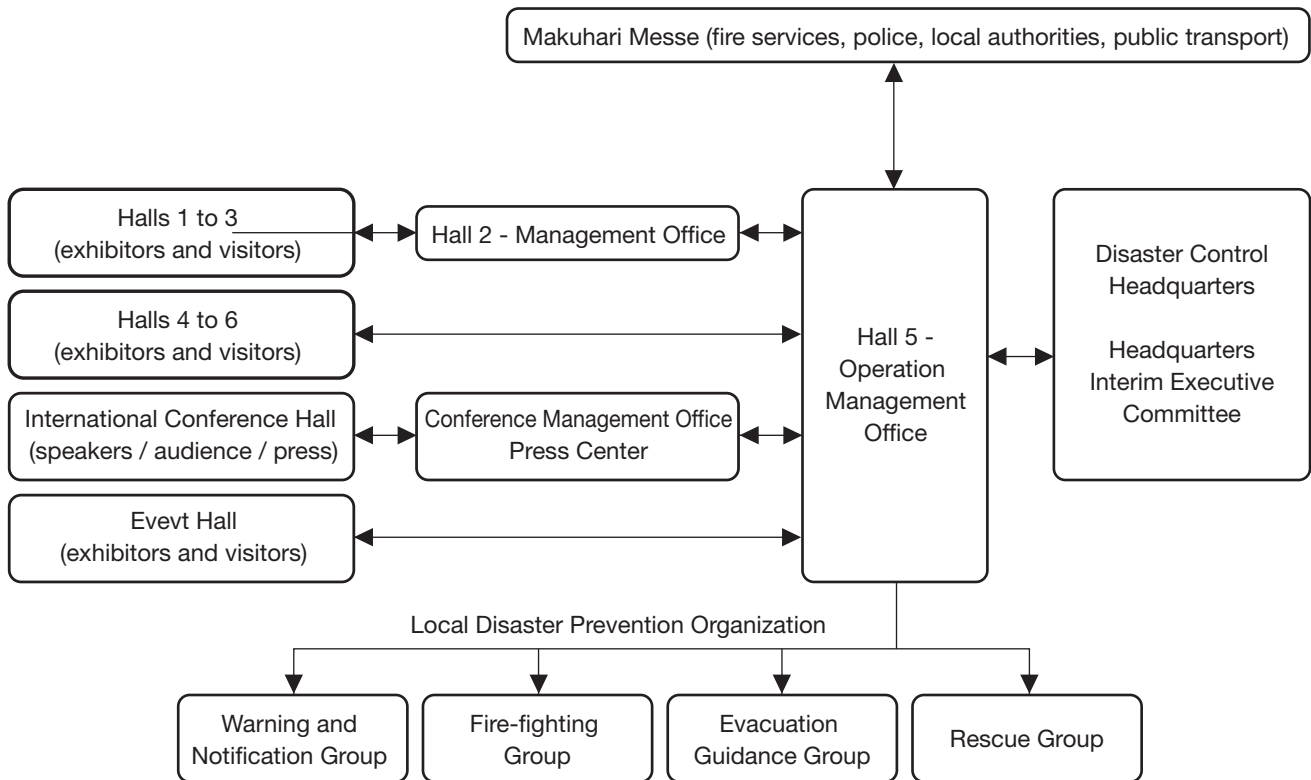 Makuhari Messe (fire services, police, local authorities, public transport)
Halls 1 to 3
(exhibitors and visitors)
Hall 2 - Management Office
Halls 4 to 6
(exhibitors and visitors)
International Conference Hall
(speakers / audience / press)
Conference Management Office
Press Center
Evevt Hall
(exhibitors and visitors)
Hall 5 -
Operation
Management
Office
Disaster Control
Headquarters
Headquarters
Interim Executive
Committee
Local Disaster Prevention Organization
Warning and
Notification Group
Fire-fighting
Group
Evacuation
Guidance Group
Rescue Group